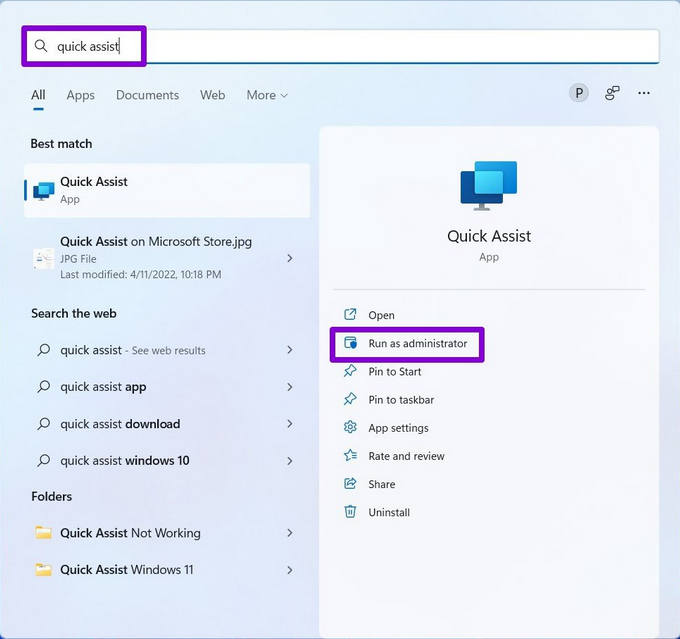 quick assist
All Apps Documents Web More
P
Best match
Quick Assist
App
Quick Assist on Microsoft Store.jpg
JPG File
Last modified: 4/11/2022, 10:18 PM
Search the web
quick assist - See web results
quick assist app
quick assist download
quick assist windows 10
Folders
Quick Assist Not Working
Quick Assist Windows 11
Quick Assist
App
Open
Run as administrator
Pin to Start
Pin to taskbar
App settings
Rate and review
Share
Uninstall